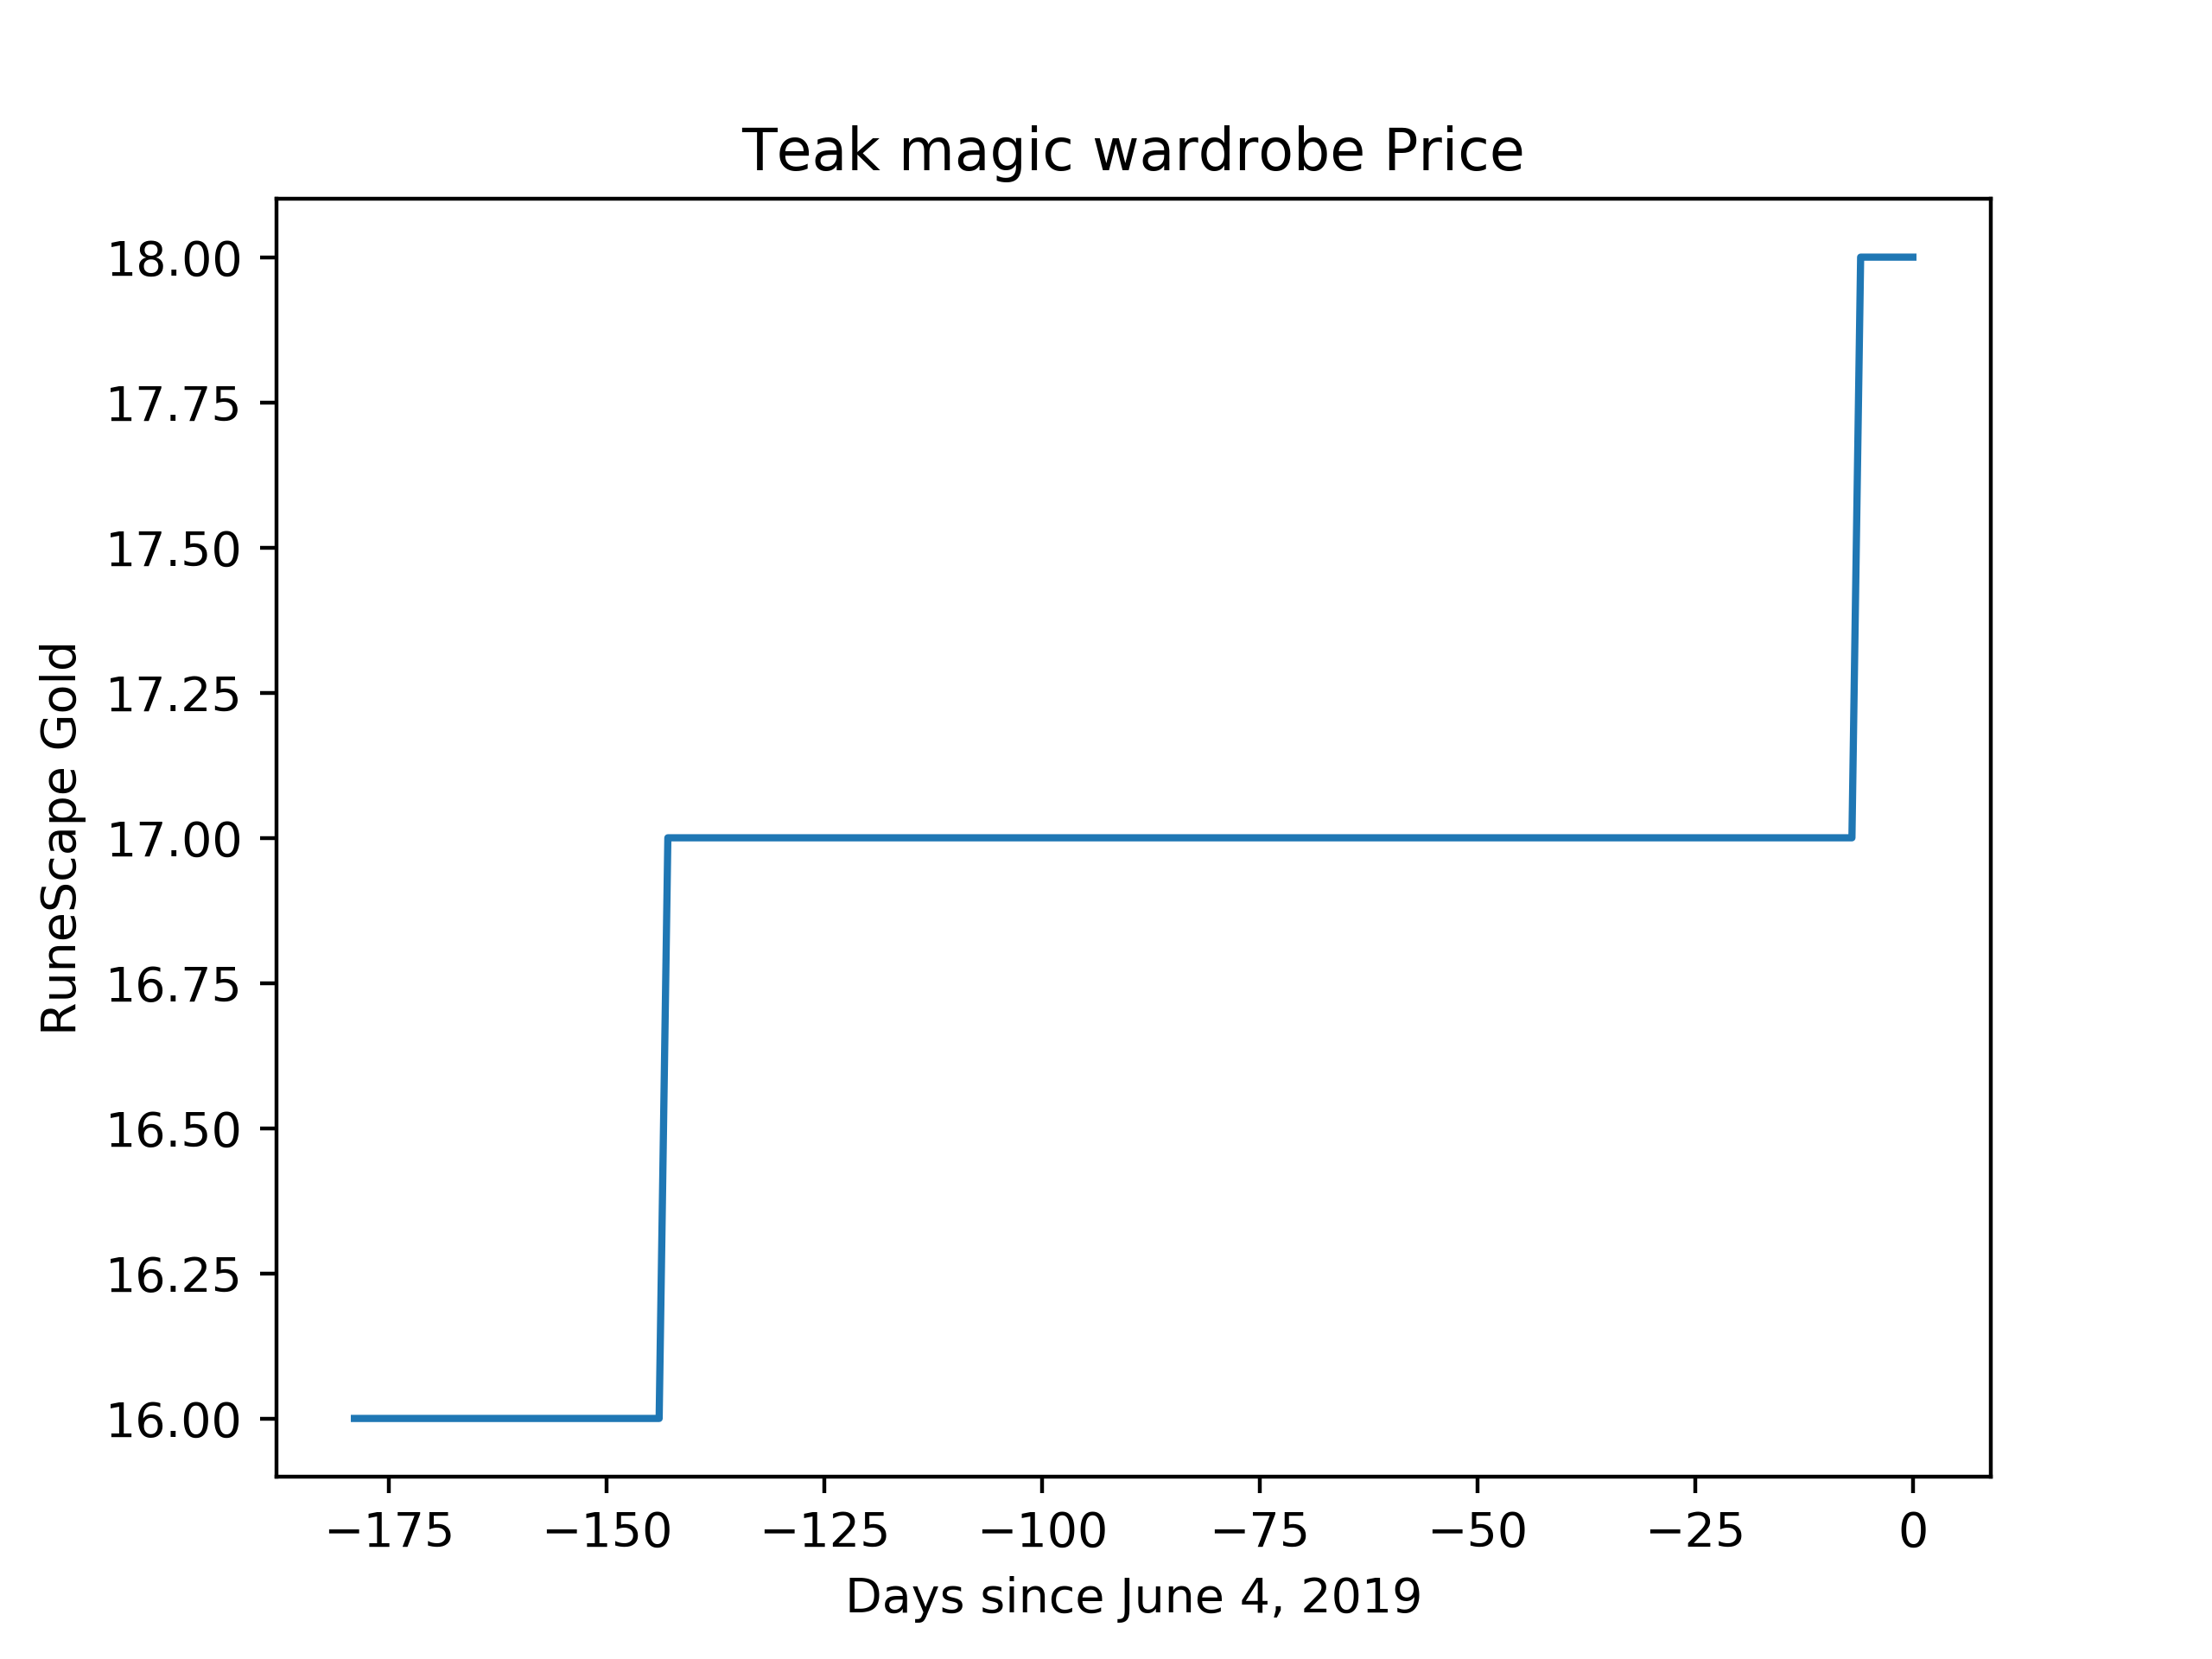 Teak magic wardrobe Price
RuneScape Gold
18.00
17.75
17.50
17.25
17.00
16.75
16.50
16.25
16.00
−175 −150 −125 −100 −75 −50 −25 0
Days since June 4, 2019